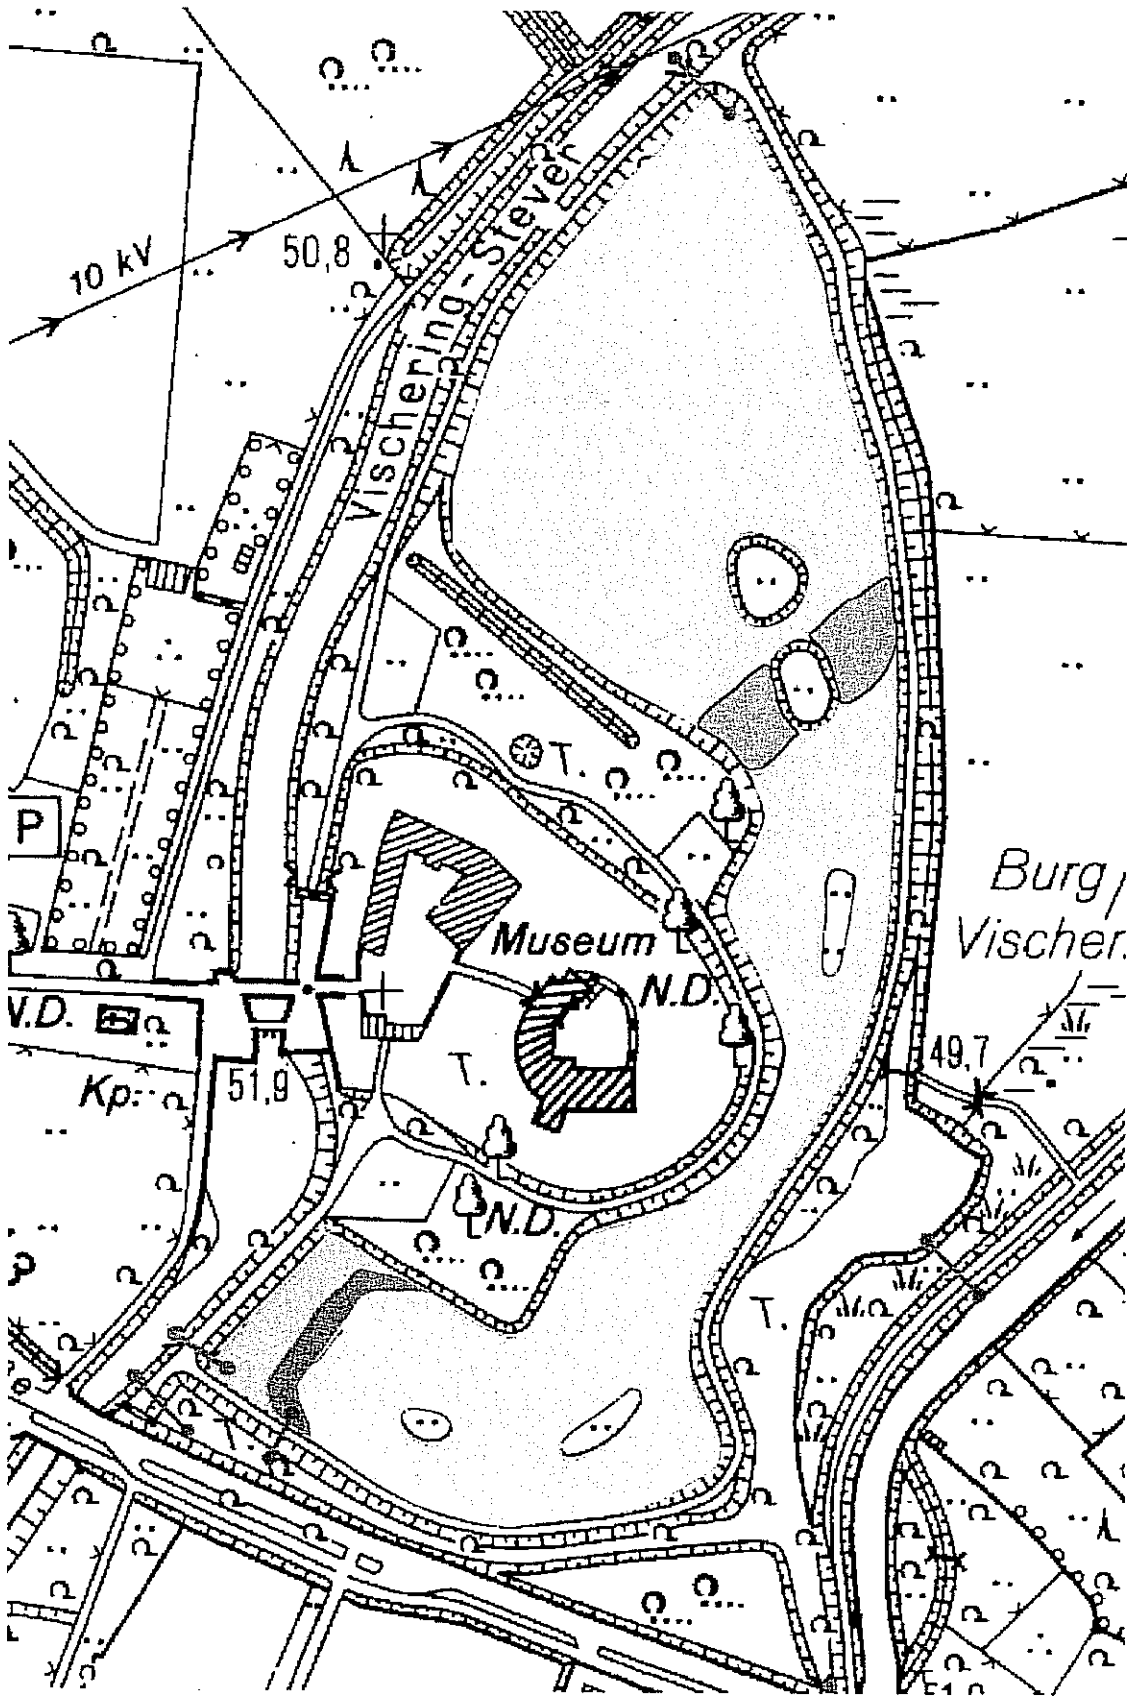 10 kV
50,8
Vischering-Stever
P
T.
Burg
Vischer.
Museum
N.D.
N.D.
Kp.
51,9
T.
49,7
N.D.
T.